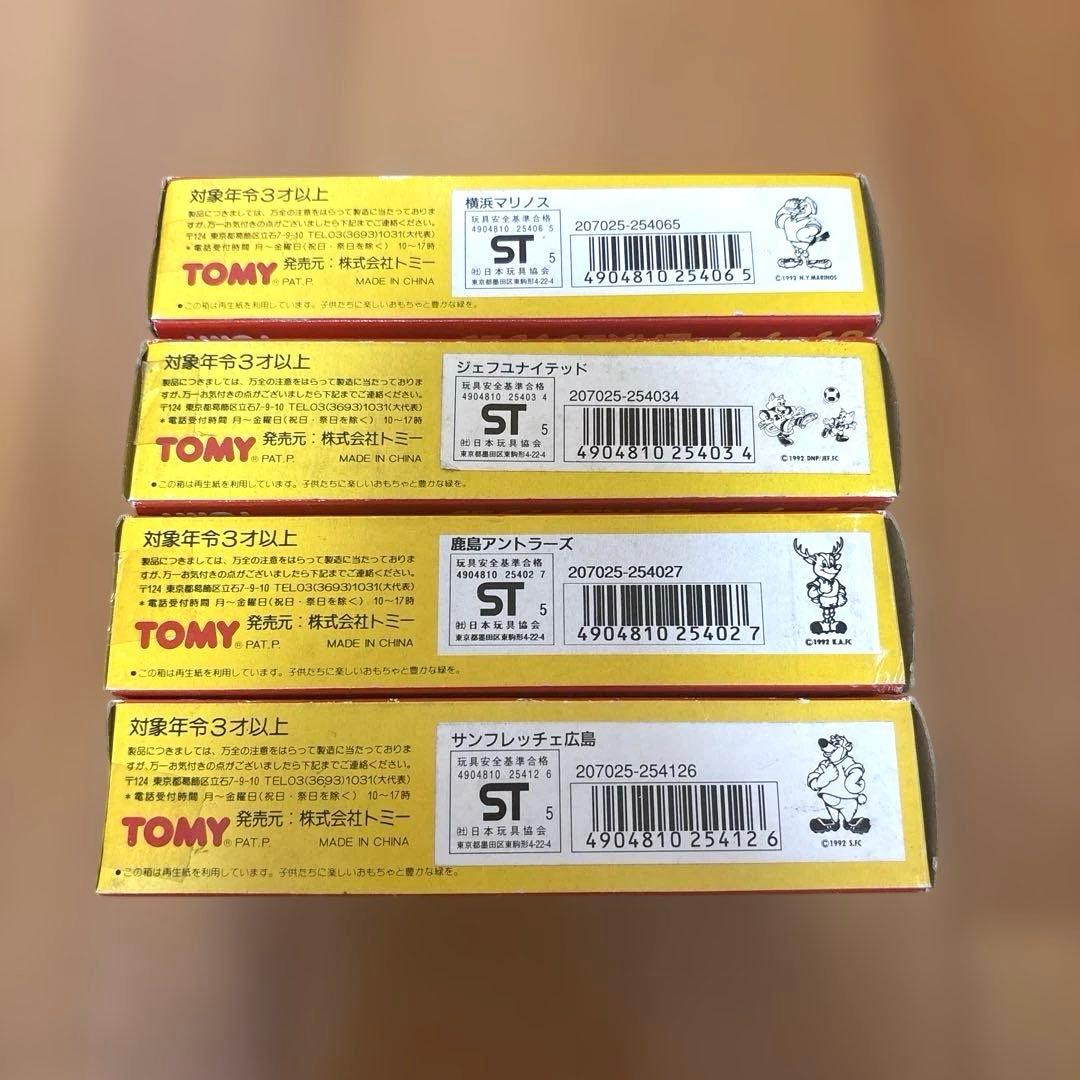 対象年令3才以上
製品につきましては、万全の注意をはらって製造に当たっておりま
すが、万一お気付きの点がございましたら下記までご連絡ください。
〒124 東京都葛飾区立石7-9-10 TEL03(3693)1031(大代表)
*電話受付時間 月〜金曜日(祝日・祭日を除く) 10〜17時
TOMY® PAT.P. 発売元:株式会社トミー
MADE IN CHINA
●この箱は再生紙を利用しています。子供たちに楽しいおもちゃと豊かな緑を。
横浜マリノス
玩具安全基準合格
4904810 25406 5
ST 5
(社)日本玩具協会
東京都墨田区東駒形4-22-4
207025-254065
4904810 254065
©1992 N.Y.MARINOS
対象年令3才以上
製品につきましては、万全の注意をはらって製造に当たっておりま
すが、万一お気付きの点がございましたら下記までご連絡ください。
〒124 東京都葛飾区立石7-9-10 TEL03(3693)1031(大代表)
*電話受付時間 月〜金曜日(祝日・祭日を除く) 10〜17時
TOMY® PAT.P. 発売元:株式会社トミー
MADE IN CHINA
●この箱は再生紙を利用しています。子供たちに楽しいおもちゃと豊かな緑を。
ジェフユナイテッド
玩具安全基準合格
4904810 25403 4
ST 5
(社)日本玩具協会
東京都墨田区東駒形4-22-4
207025-254034
4904810 254034
©1992 DNP/JEF.FC
対象年令3才以上
製品につきましては、万全の注意をはらって製造に当たっておりま
すが、万一お気付きの点がございましたら下記までご連絡ください。
〒124 東京都葛飾区立石7-9-10 TEL03(3693)1031(大代表)
*電話受付時間 月〜金曜日(祝日・祭日を除く) 10〜17時
TOMY® PAT.P. 発売元:株式会社トミー
MADE IN CHINA
●この箱は再生紙を利用しています。子供たちに楽しいおもちゃと豊かな緑を。
鹿島アントラーズ
玩具安全基準合格
4904810 25402 7
ST 5
(社)日本玩具協会
東京都墨田区東駒形4-22-4
207025-254027
4904810 254027
©1992 K.A.FC
対象年令3才以上
製品につきましては、万全の注意をはらって製造に当たっておりま
すが、万一お気付きの点がございましたら下記までご連絡ください。
〒124 東京都葛飾区立石7-9-10 TEL03(3693)1031(大代表)
*電話受付時間 月〜金曜日(祝日・祭日を除く) 10〜17時
TOMY® PAT.P. 発売元:株式会社トミー
MADE IN CHINA
●この箱は再生紙を利用しています。子供たちに楽しいおもちゃと豊かな緑を。
サンフレッチェ広島
玩具安全基準合格
4904810 25412 6
ST 5
(社)日本玩具協会
東京都墨田区東駒形4-22-4
207025-254126
4904810 254126
©1992 S.FC